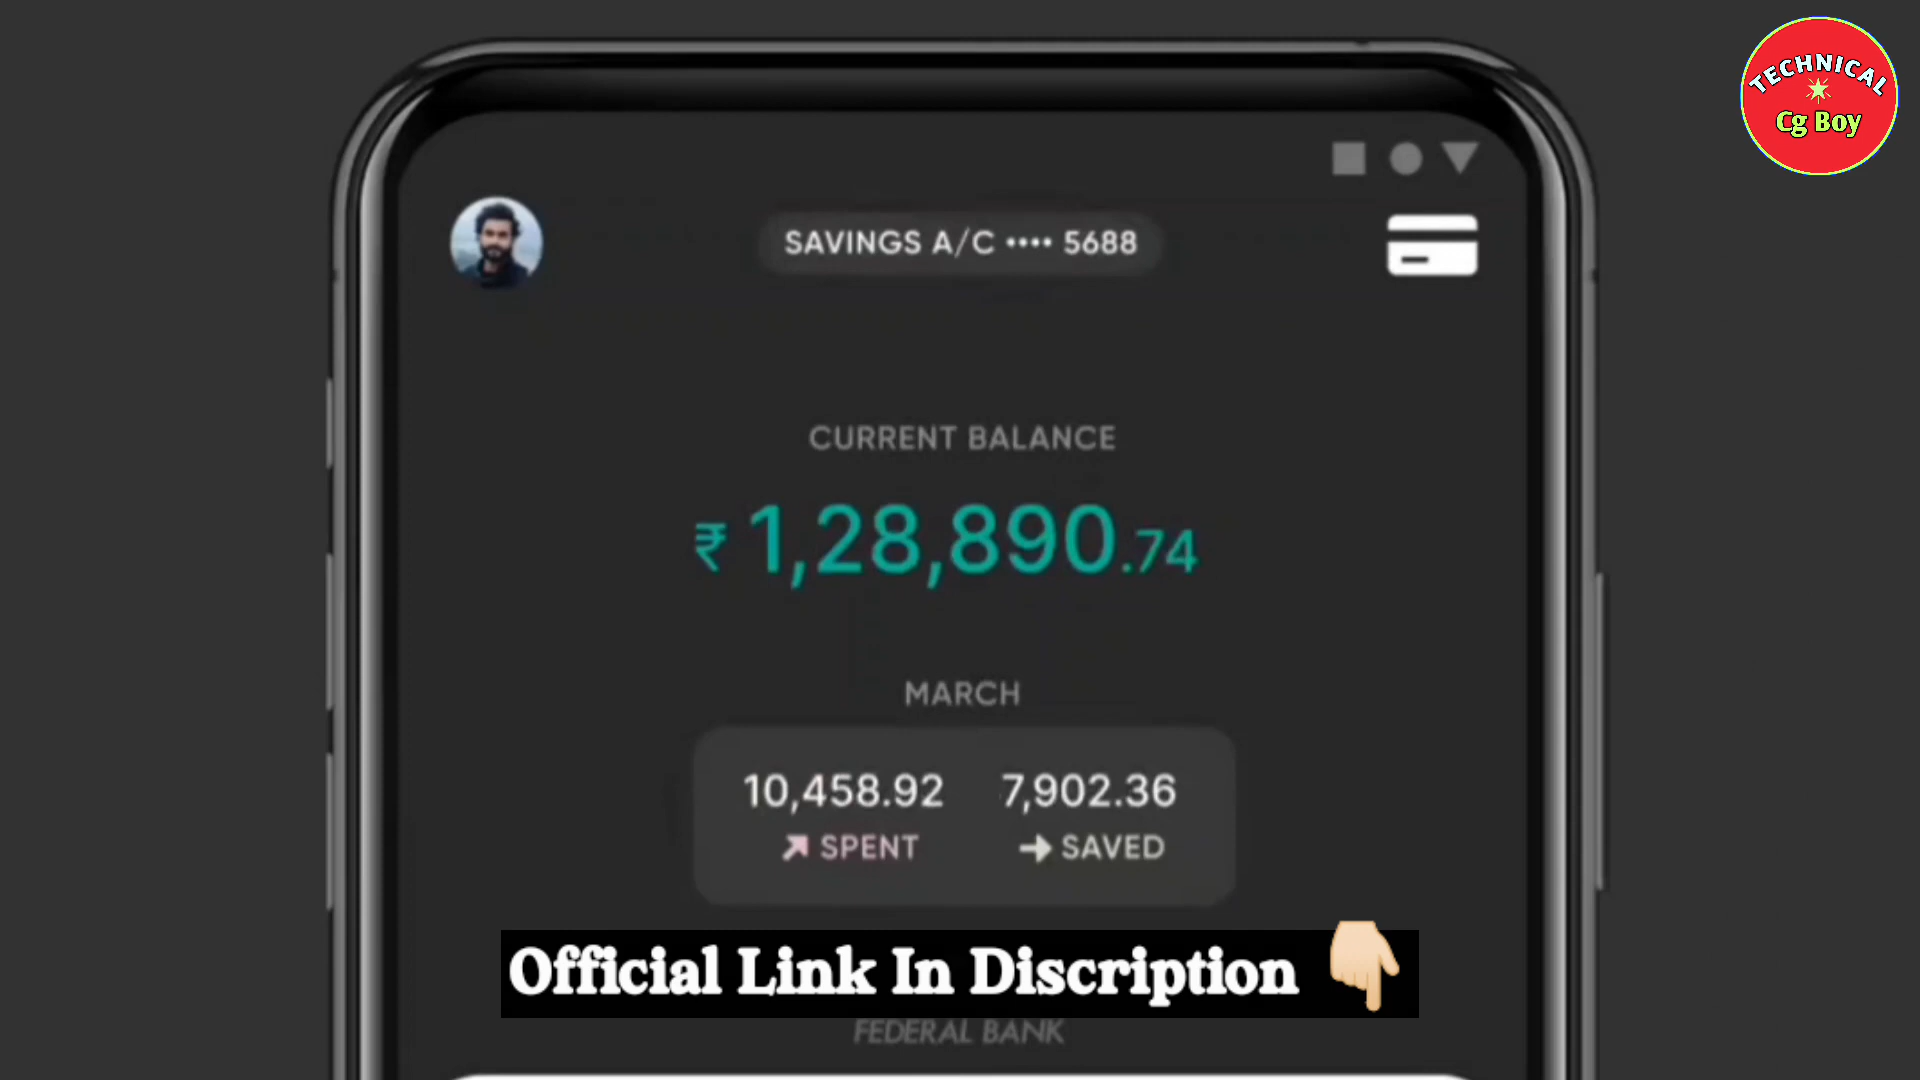 TECHNICAL
Cg Boy
SAVINGS A/C •••• 5688
CURRENT BALANCE
₹ 1,28,890.74
MARCH
10,458.92 7,902.36
SPENT SAVED
Official Link In Discription
FEDERAL BANK